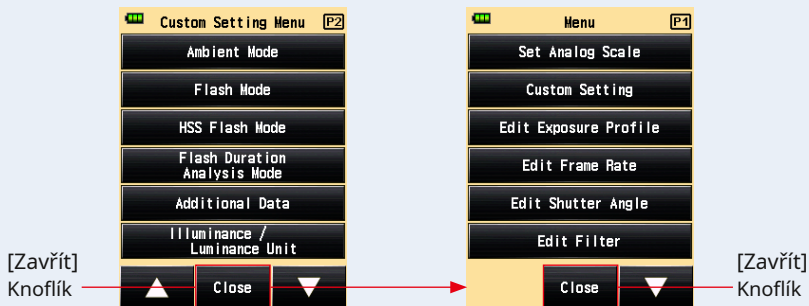 Custom Setting Menu P2
Ambient Mode
Flash Mode
HSS Flash Mode
Flash Duration
Analysis Mode
Additional Data
Illuminance /
Luminance Unit
Close
[Zavřít]
Knoflík
Menu P1
Set Analog Scale
Custom Setting
Edit Exposure Profile
Edit Frame Rate
Edit Shutter Angle
Edit Filter
Close
[Zavřít]
Knoflík